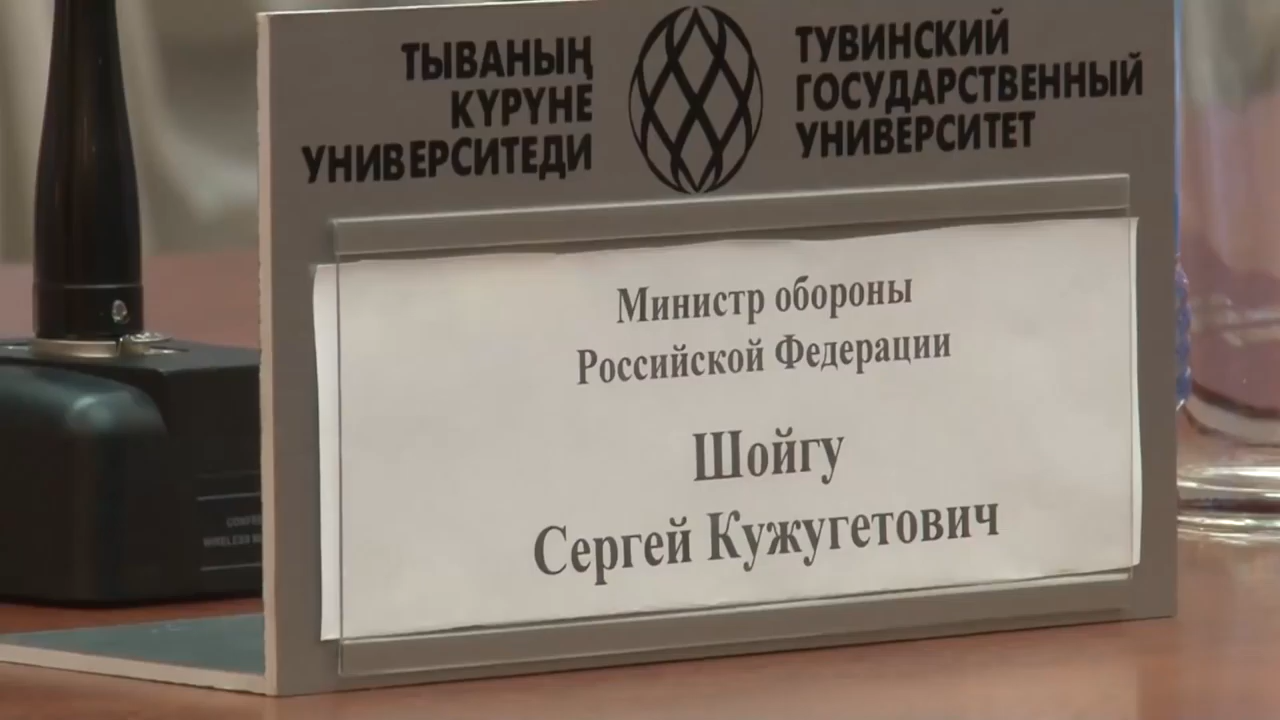 ТЫВАНЫҢ
КҮРҮНЕ
УНИВЕРСИТЕДИ
ТУВИНСКИЙ
ГОСУДАРСТВЕННЫЙ
УНИВЕРСИТЕТ
Министр обороны
Российской Федерации
Шойгу
Сергей Кужугетович